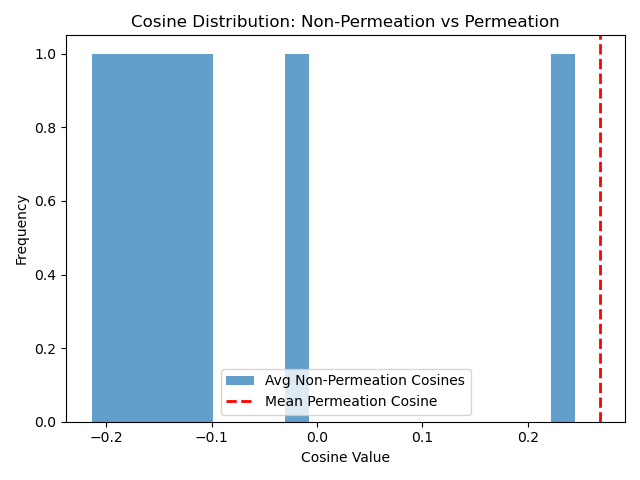 Cosine Distribution: Non-Permeation vs Permeation
1.0
0.8
0.6
0.4
0.2
0.0
Frequency
Avg Non-Permeation Cosines
Mean Permeation Cosine
−0.2
−0.1
0.0
0.1
0.2
Cosine Value